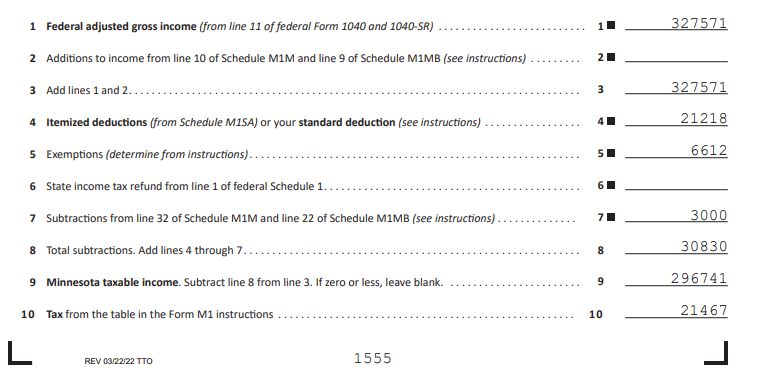 1 Federal adjusted gross income (from line 11 of federal Form 1040 and 1040-SR) . . . . . . . . . . . . . . . . . . . . . . . . . . . . 1 ■ 327571
2 Additions to income from line 10 of Schedule M1M and line 9 of Schedule M1MB (see instructions) . . . . . . . . . 2 ■
3 Add lines 1 and 2. . . . . . . . . . . . . . . . . . . . . . . . . . . . . . . . . . . . . . . . . . . . . . . . . . 3 327571
4 Itemized deductions (from Schedule M1SA) or your standard deduction (see instructions) . . . . . . . . . . . . . . . . . . 4 ■ 21218
5 Exemptions (determine from instructions). . . . . . . . . . . . . . . . . . . . . . . . . . . . . . . . . . . . . . . . 5 ■ 6612
6 State income tax refund from line 1 of federal Schedule 1. . . . . . . . . . . . . . . . . . . . . . . . . . . . . . . . 6 ■
7 Subtractions from line 32 of Schedule M1M and line 22 of Schedule M1MB (see instructions) . . . . . . . . . . . . . . 7 ■ 3000
8 Total subtractions. Add lines 4 through 7. . . . . . . . . . . . . . . . . . . . . . . . . . . . . . . . . . . . . . . . 8 30830
9 Minnesota taxable income. Subtract line 8 from line 3. If zero or less, leave blank. . . . . . . . . . . . . . . . . . . . . . 9 296741
10 Tax from the table in the Form M1 instructions . . . . . . . . . . . . . . . . . . . . . . . . . . . . . . . . . . . . . . 10 21467
REV 03/22/22 TTO 1555